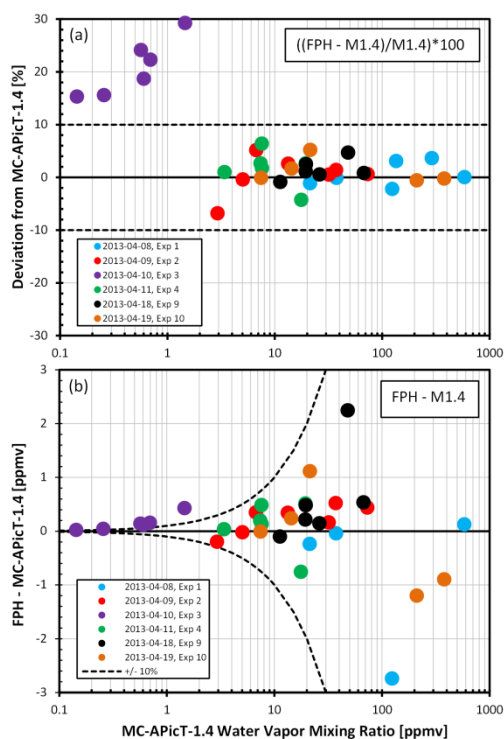 (a)
((FPH - M1.4)/M1.4)*100
Deviation from MC-APicT-1.4 [%]
30
20
10
0
-10
-20
-30
2013-04-08, Exp 1
2013-04-09, Exp 2
2013-04-10, Exp 3
2013-04-11, Exp 4
2013-04-18, Exp 9
2013-04-19, Exp 10
0.1 1 10 100 1000
(b)
FPH - M1.4
FPH - MC-APicT-1.4 [ppmv]
3
2
1
0
-1
-2
-3
2013-04-08, Exp 1
2013-04-09, Exp 2
2013-04-10, Exp 3
2013-04-11, Exp 4
2013-04-18, Exp 9
2013-04-19, Exp 10
+/- 10%
0.1 1 10 100 1000
MC-APicT-1.4 Water Vapor Mixing Ratio [ppmv]